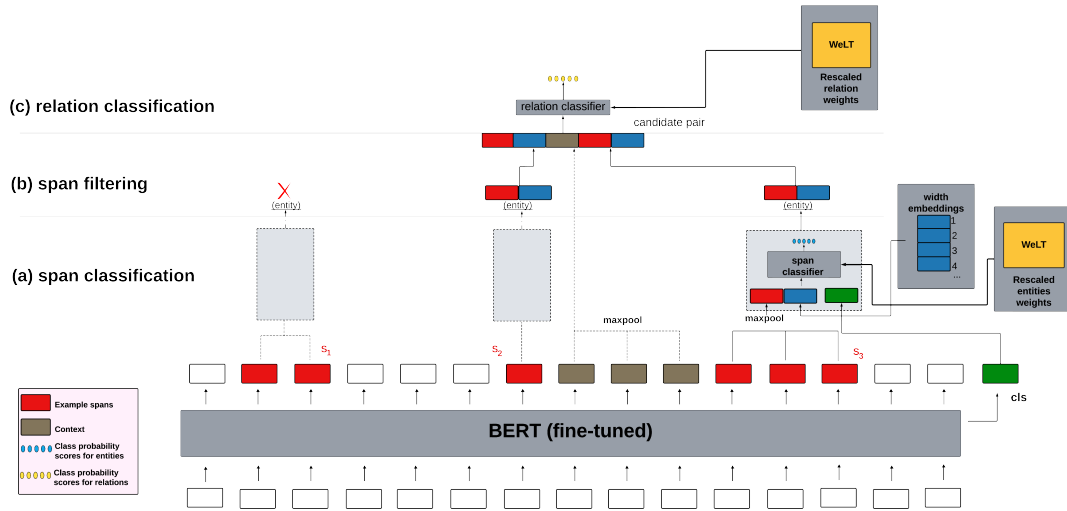 WeLT
Rescaled
relation
weights
(c) relation classification
relation classifier
candidate pair
(b) span filtering
X
(entity)
(entity)
(entity)
width
embeddings
1
2
3
4
...
WeLT
Rescaled
entities
weights
(a) span classification
span
classifier
maxpool
maxpool
S1
S2
S3
cls
BERT (fine-tuned)
Example spans
Context
Class probability
scores for entities
Class probability
scores for relations